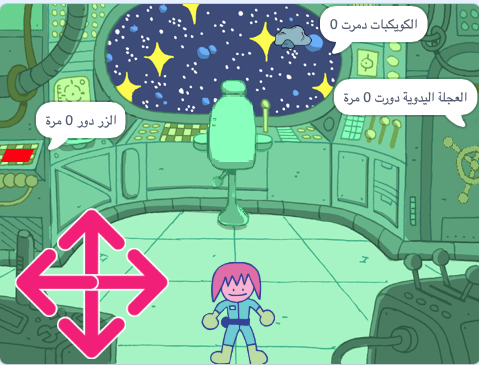 الكويكبات دمرت 0
العجلة اليدوية دورت 0 مرة
الزر دور 0 مرة